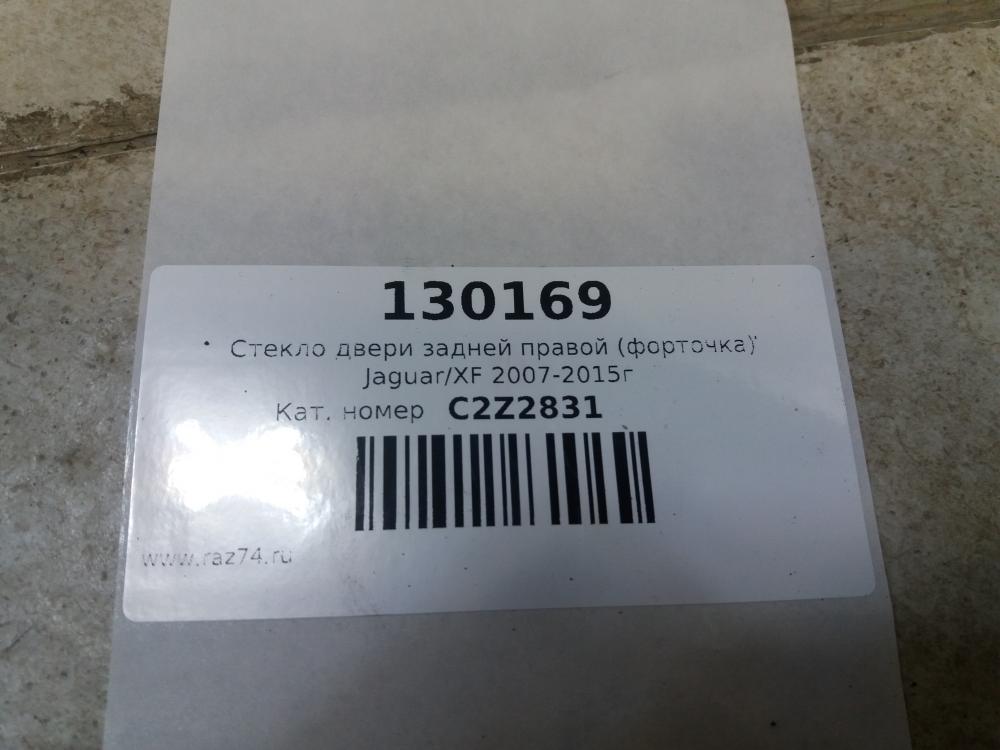 130169
Стекло двери задней правой (форточка)
Jaguar/XF 2007-2015г
Кат. номер C2Z2831
www.raz74.ru